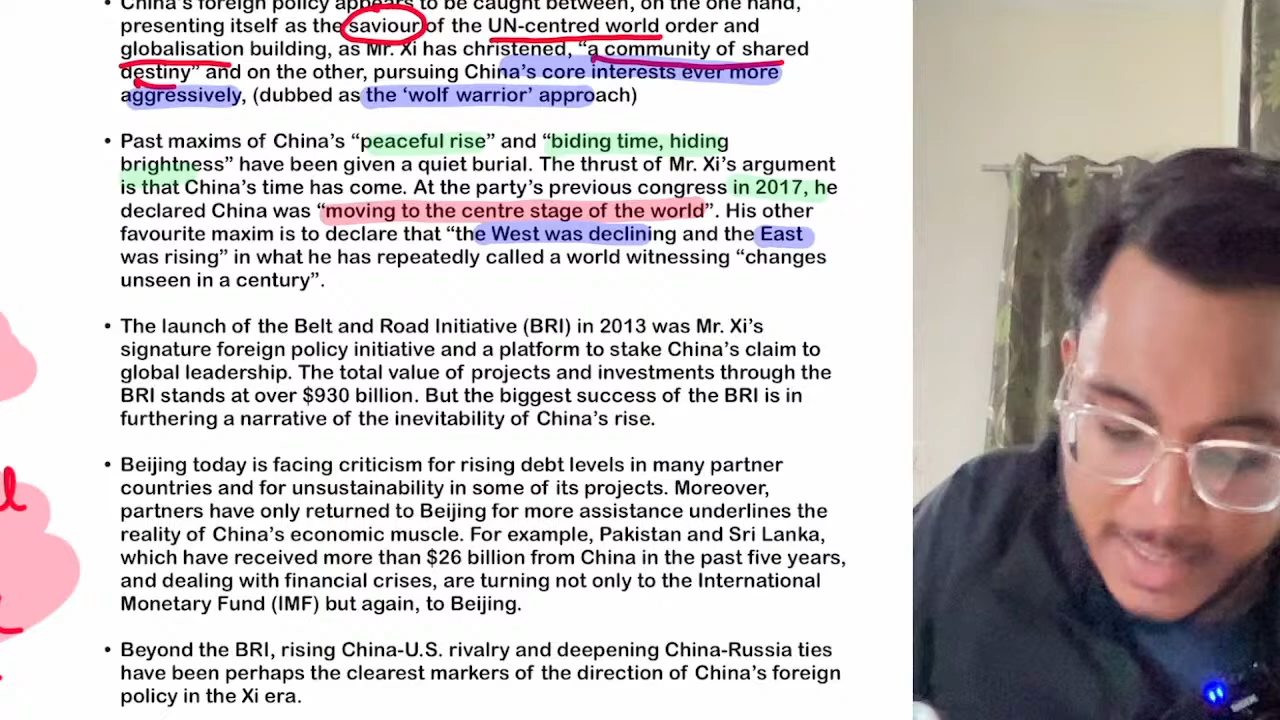 • China's foreign policy appears to be caught between, on the one hand,
presenting itself as the saviour of the UN-centred world order and
globalisation building, as Mr. Xi has christened, “a community of shared
destiny” and on the other, pursuing China's core interests ever more
aggressively, (dubbed as the ‘wolf warrior’ approach)
• Past maxims of China's “peaceful rise” and “biding time, hiding
brightness” have been given a quiet burial. The thrust of Mr. Xi's argument
is that China's time has come. At the party's previous congress in 2017, he
declared China was “moving to the centre stage of the world”. His other
favourite maxim is to declare that “the West was declining and the East
was rising” in what he has repeatedly called a world witnessing “changes
unseen in a century”.
• The launch of the Belt and Road Initiative (BRI) in 2013 was Mr. Xi's
signature foreign policy initiative and a platform to stake China's claim to
global leadership. The total value of projects and investments through the
BRI stands at over $930 billion. But the biggest success of the BRI is in
furthering a narrative of the inevitability of China's rise.
• Beijing today is facing criticism for rising debt levels in many partner
countries and for unsustainability in some of its projects. Moreover,
partners have only returned to Beijing for more assistance underlines the
reality of China's economic muscle. For example, Pakistan and Sri Lanka,
which have received more than $26 billion from China in the past five years,
and dealing with financial crises, are turning not only to the International
Monetary Fund (IMF) but again, to Beijing.
• Beyond the BRI, rising China-U.S. rivalry and deepening China-Russia ties
have been perhaps the clearest markers of the direction of China's foreign
policy in the Xi era.